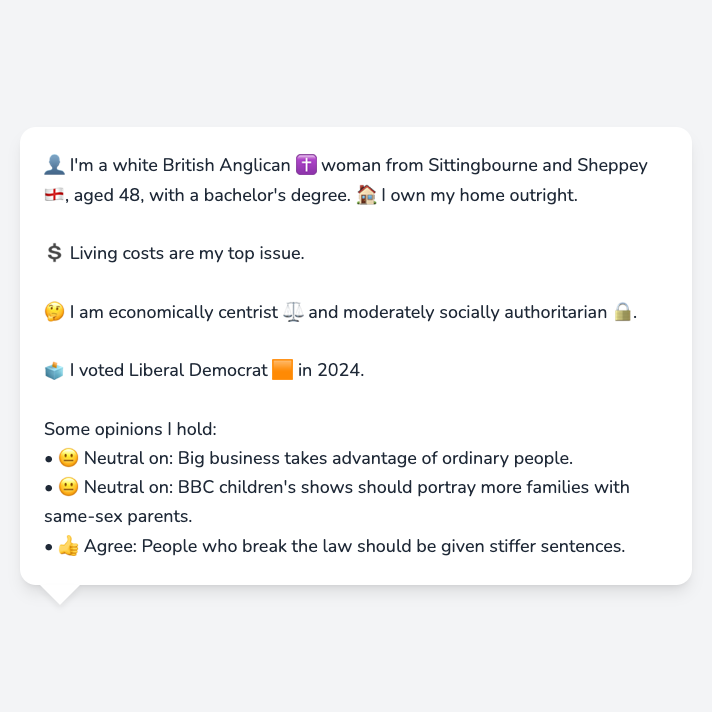 👤 I'm a white British Anglican ✝️ woman from Sittingbourne and Sheppey
🏴󠁧󠁢󠁥󠁮󠁧󠁿, aged 48, with a bachelor's degree. 🏠 I own my home outright.
💲 Living costs are my top issue.
🤔 I am economically centrist ⚖️ and moderately socially authoritarian 🔒.
🗳️ I voted Liberal Democrat 🟧 in 2024.
Some opinions I hold:
• 😐 Neutral on: Big business takes advantage of ordinary people.
• 😐 Neutral on: BBC children's shows should portray more families with
same-sex parents.
• 👍 Agree: People who break the law should be given stiffer sentences.